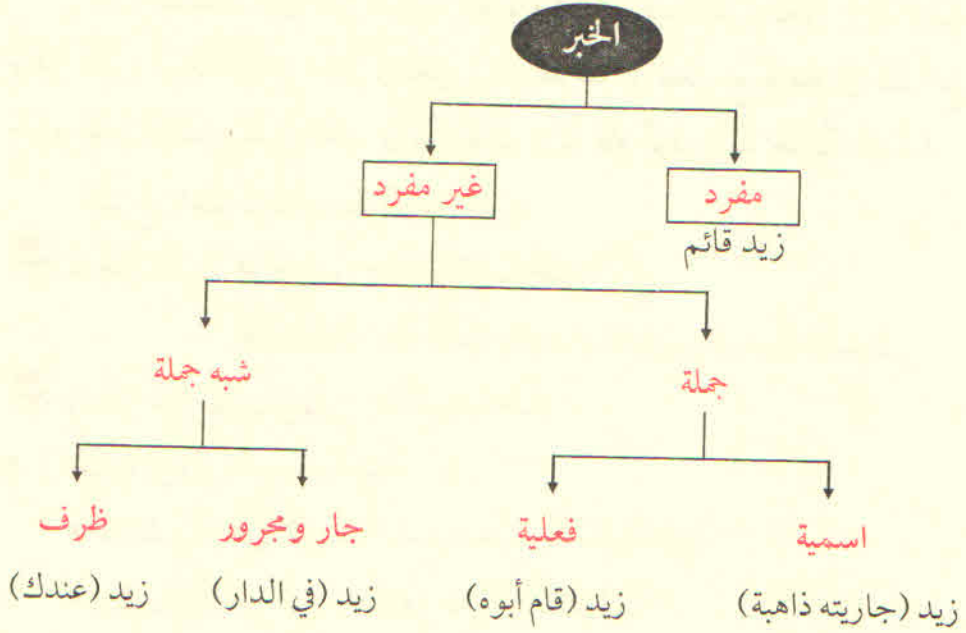 الخبر
مفرد
غير مفرد
زيد قائم
جملة
شبه جملة
اسمية
فعلية
جار ومجرور
ظرف
زيد (جاريته ذاهبة)
زيد (قام أبوه)
زيد (في الدار)
زيد (عندك)